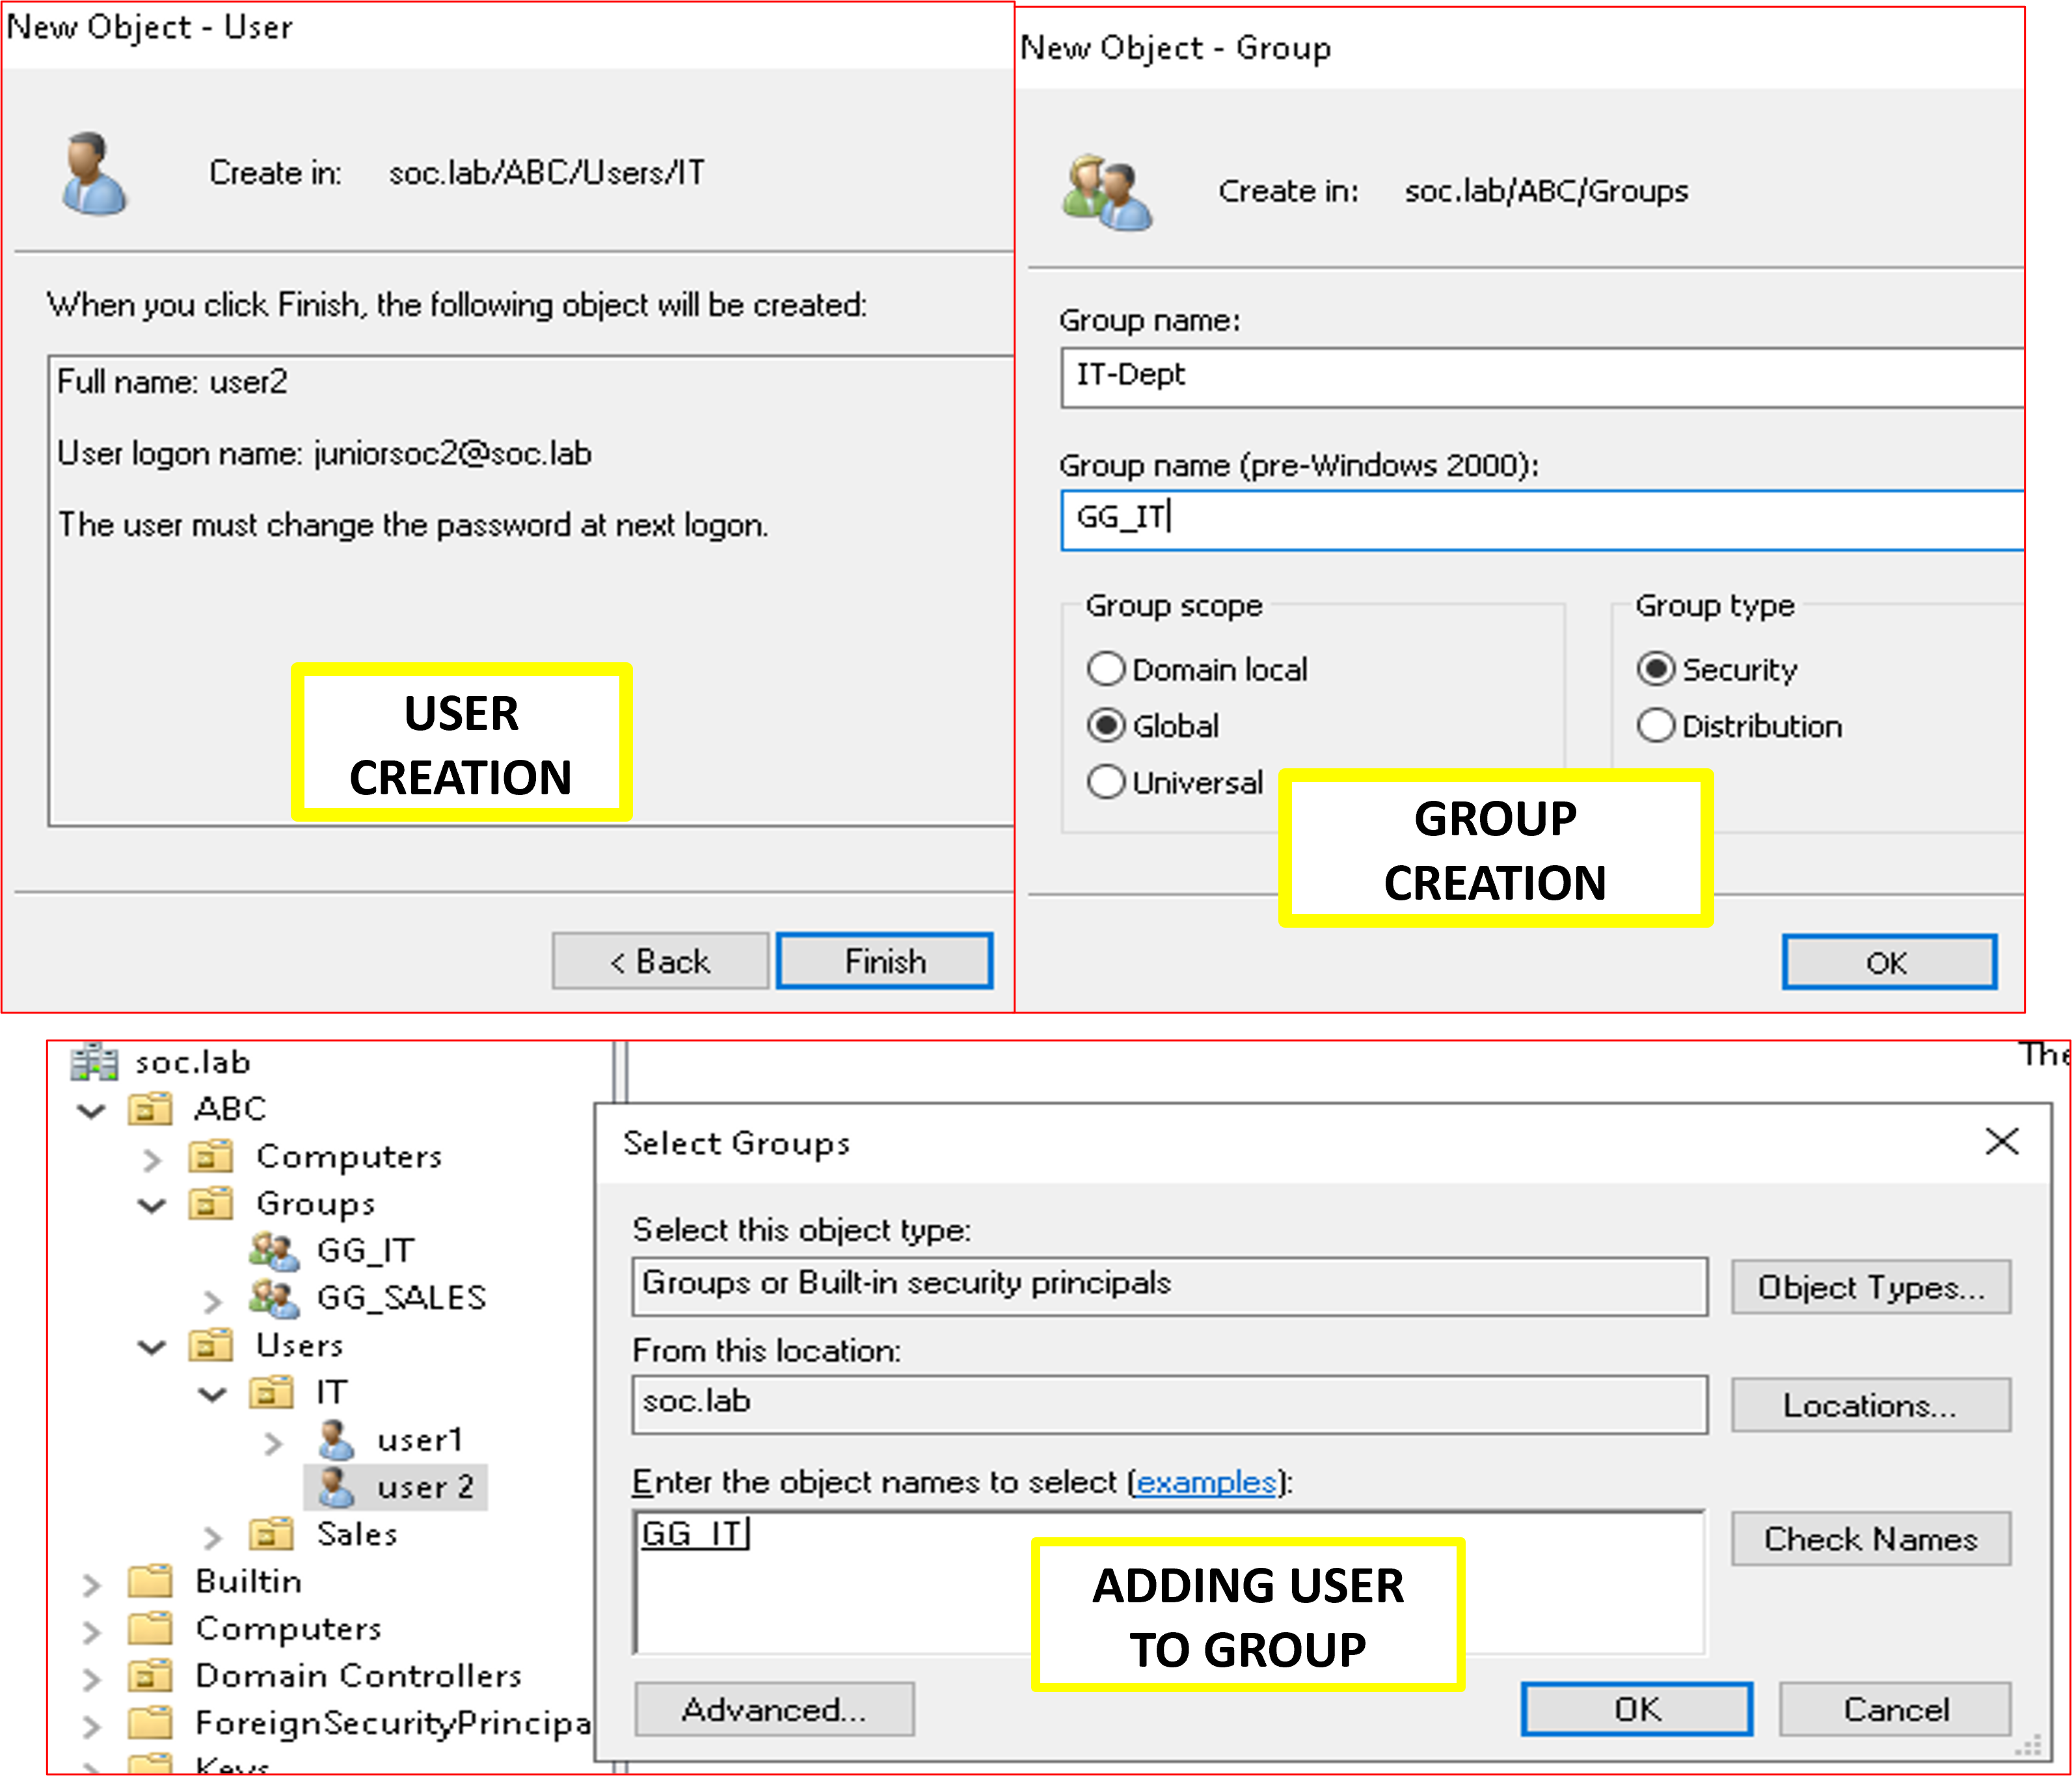 New Object - User
Create in: soc.lab/ABC/Users/IT
When you click Finish, the following object will be created:
Full name: user2
User logon name: juniorsoc2@soc.lab
The user must change the password at next logon.
USER
CREATION
< Back Finish
New Object - Group
Create in: soc.lab/ABC/Groups
Group name:
IT-Dept
Group name (pre-Windows 2000):
GG_IT
Group scope
Domain local
Global
Universal
Group type
Security
Distribution
GROUP
CREATION
OK
soc.lab
ABC
Computers
Groups
GG_IT
GG_SALES
Users
IT
user1
user 2
Sales
Builtin
Computers
Domain Controllers
ForeignSecurityPrincipa
Keys
The
Select Groups
Select this object type:
Groups or Built-in security principals
Object Types...
From this location:
soc.lab
Locations...
Enter the object names to select (examples):
GG_IT
Check Names
ADDING USER
TO GROUP
Advanced...
OK
Cancel